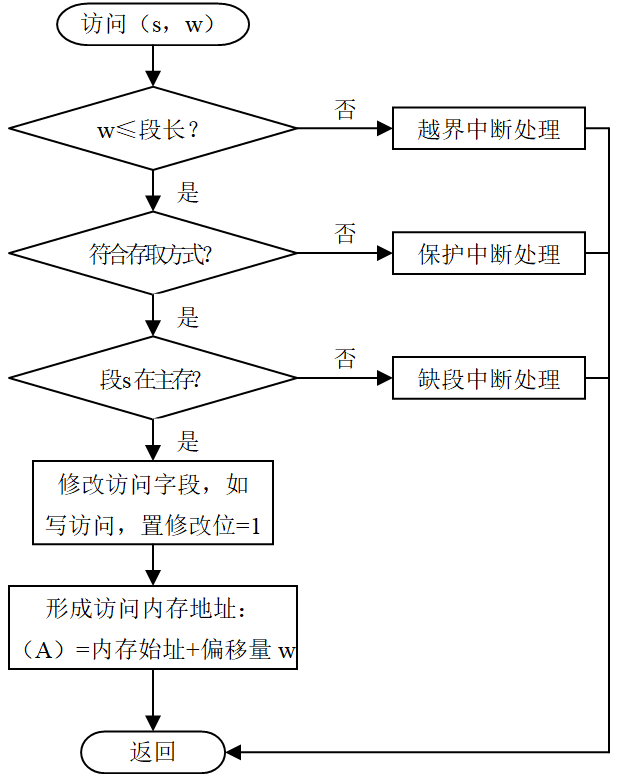 访问（s，w）
w≤段长？
否
越界中断处理
是
符合存取方式？
否
保护中断处理
是
段s在主存？
否
缺段中断处理
是
修改访问字段，如
写访问，置修改位=1
形成访问内存地址：
（A）=内存始址+偏移量 w
返回